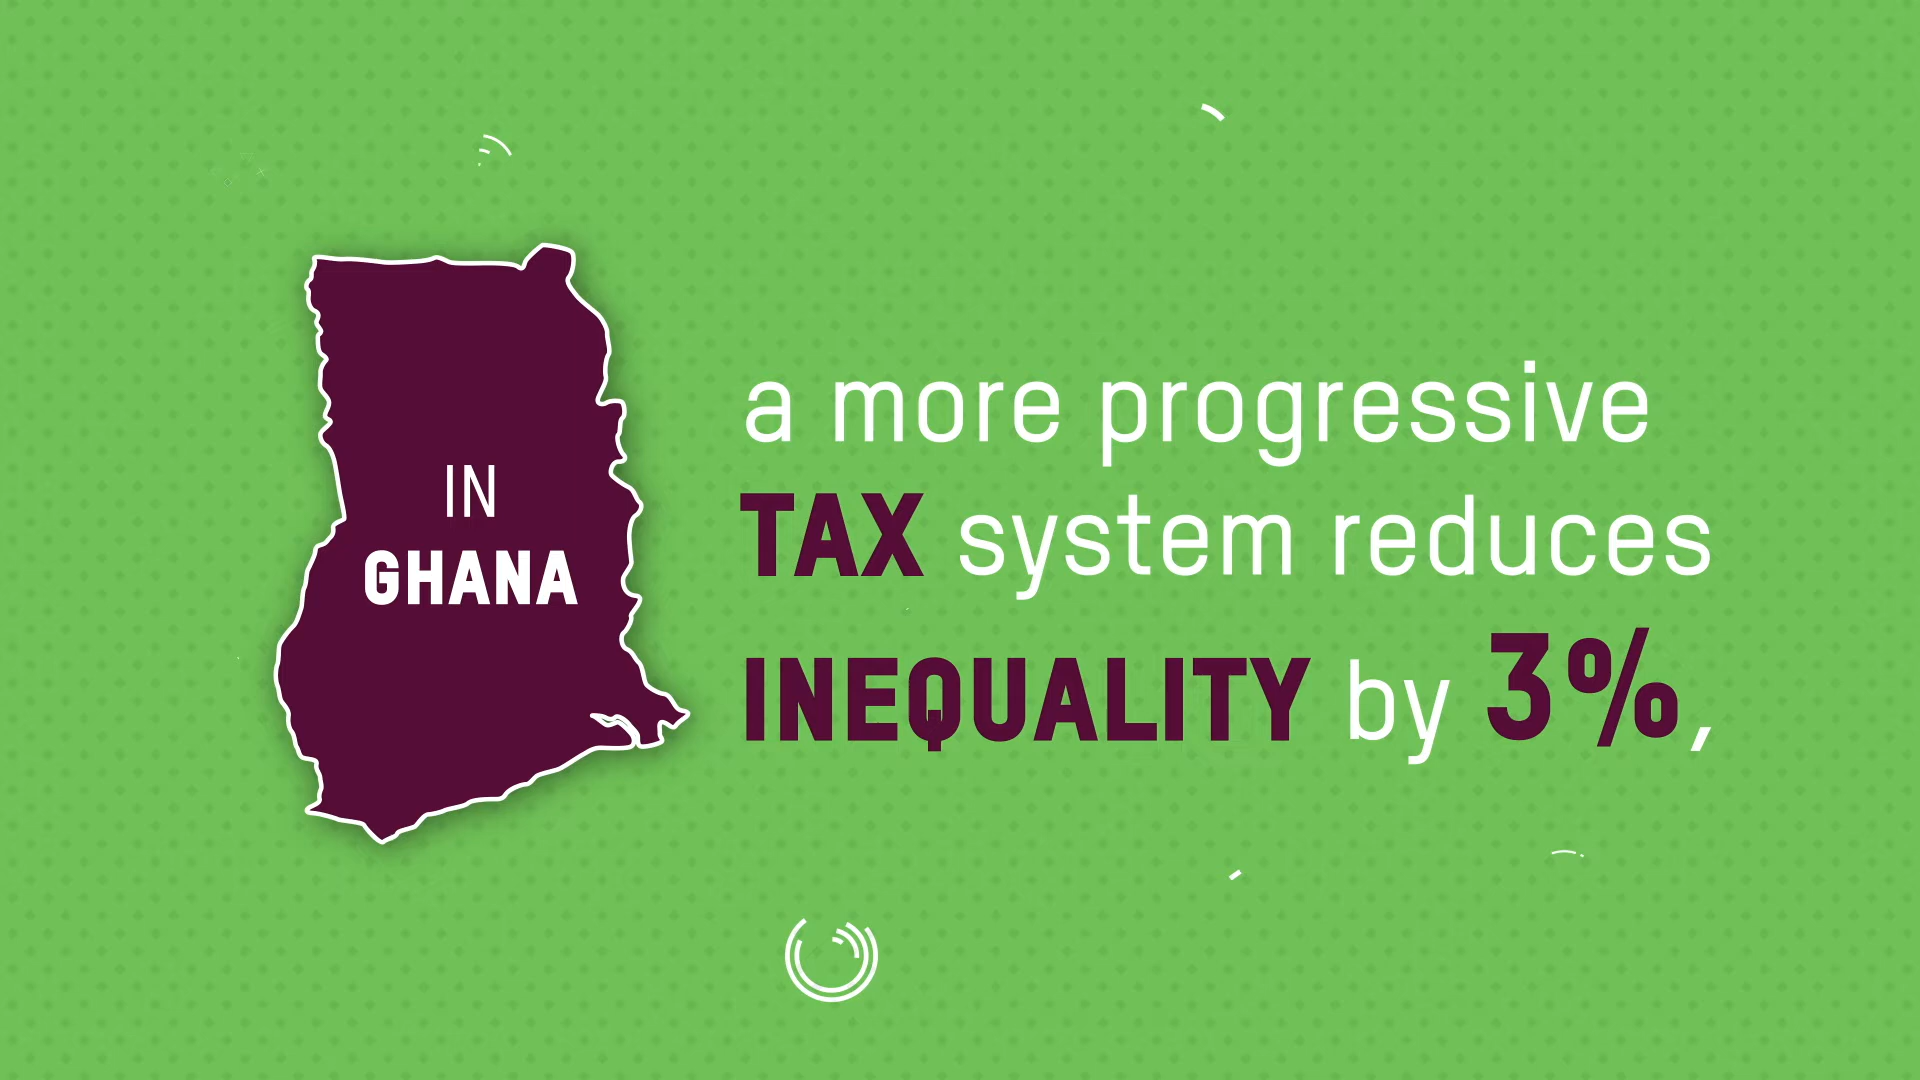 IN
GHANA
a more progressive
TAX system reduces
INEQUALITY by 3%,